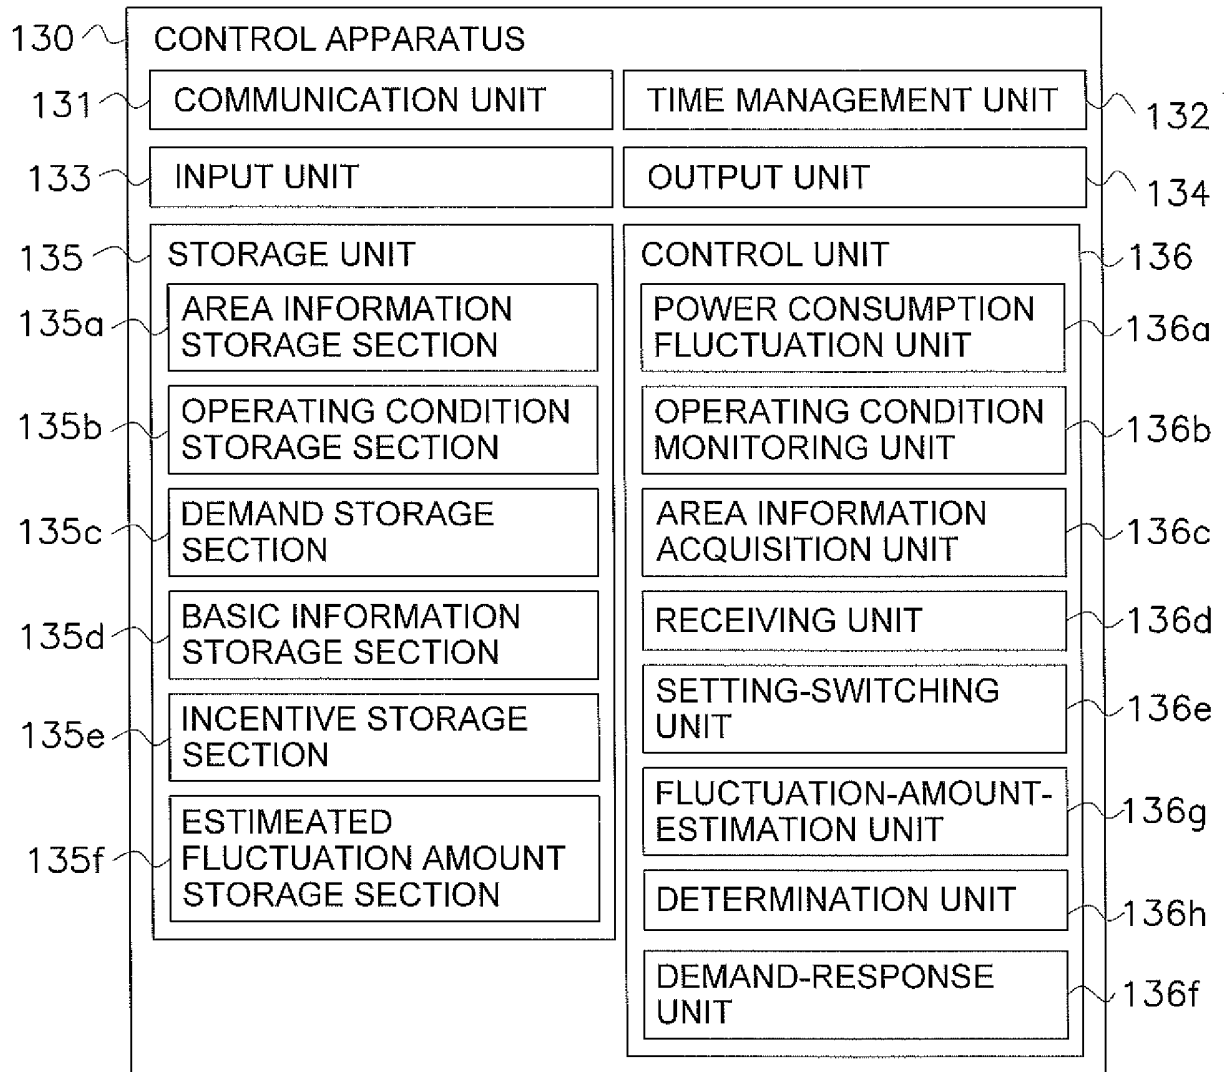 130 CONTROL APPARATUS
131 COMMUNICATION UNIT TIME MANAGEMENT UNIT 132
133 INPUT UNIT OUTPUT UNIT 134
135 STORAGE UNIT
135a AREA INFORMATION
STORAGE SECTION
135b OPERATING CONDITION
STORAGE SECTION
135c DEMAND STORAGE
SECTION
135d BASIC INFORMATION
STORAGE SECTION
135e INCENTIVE STORAGE
SECTION
135f ESTIMEATED
FLUCTUATION AMOUNT
STORAGE SECTION
CONTROL UNIT 136
POWER CONSUMPTION
FLUCTUATION UNIT 136a
OPERATING CONDITION
MONITORING UNIT 136b
AREA INFORMATION
ACQUISITION UNIT 136c
RECEIVING UNIT 136d
SETTING-SWITCHING
UNIT 136e
FLUCTUATION-AMOUNT-
ESTIMATION UNIT 136g
DETERMINATION UNIT 136h
DEMAND-RESPONSE
UNIT 136f